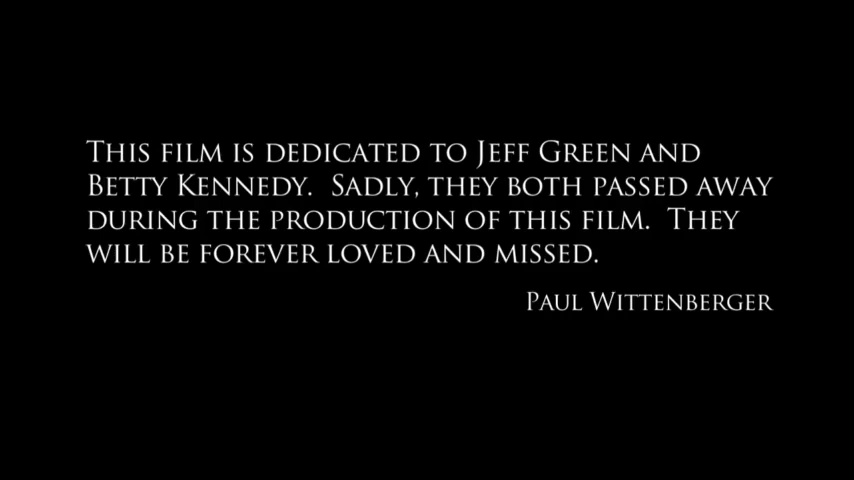 This film is dedicated to Jeff Green and
Betty Kennedy.  Sadly, they both passed away
during the production of this film.  They
will be forever loved and missed.
Paul Wittenberger